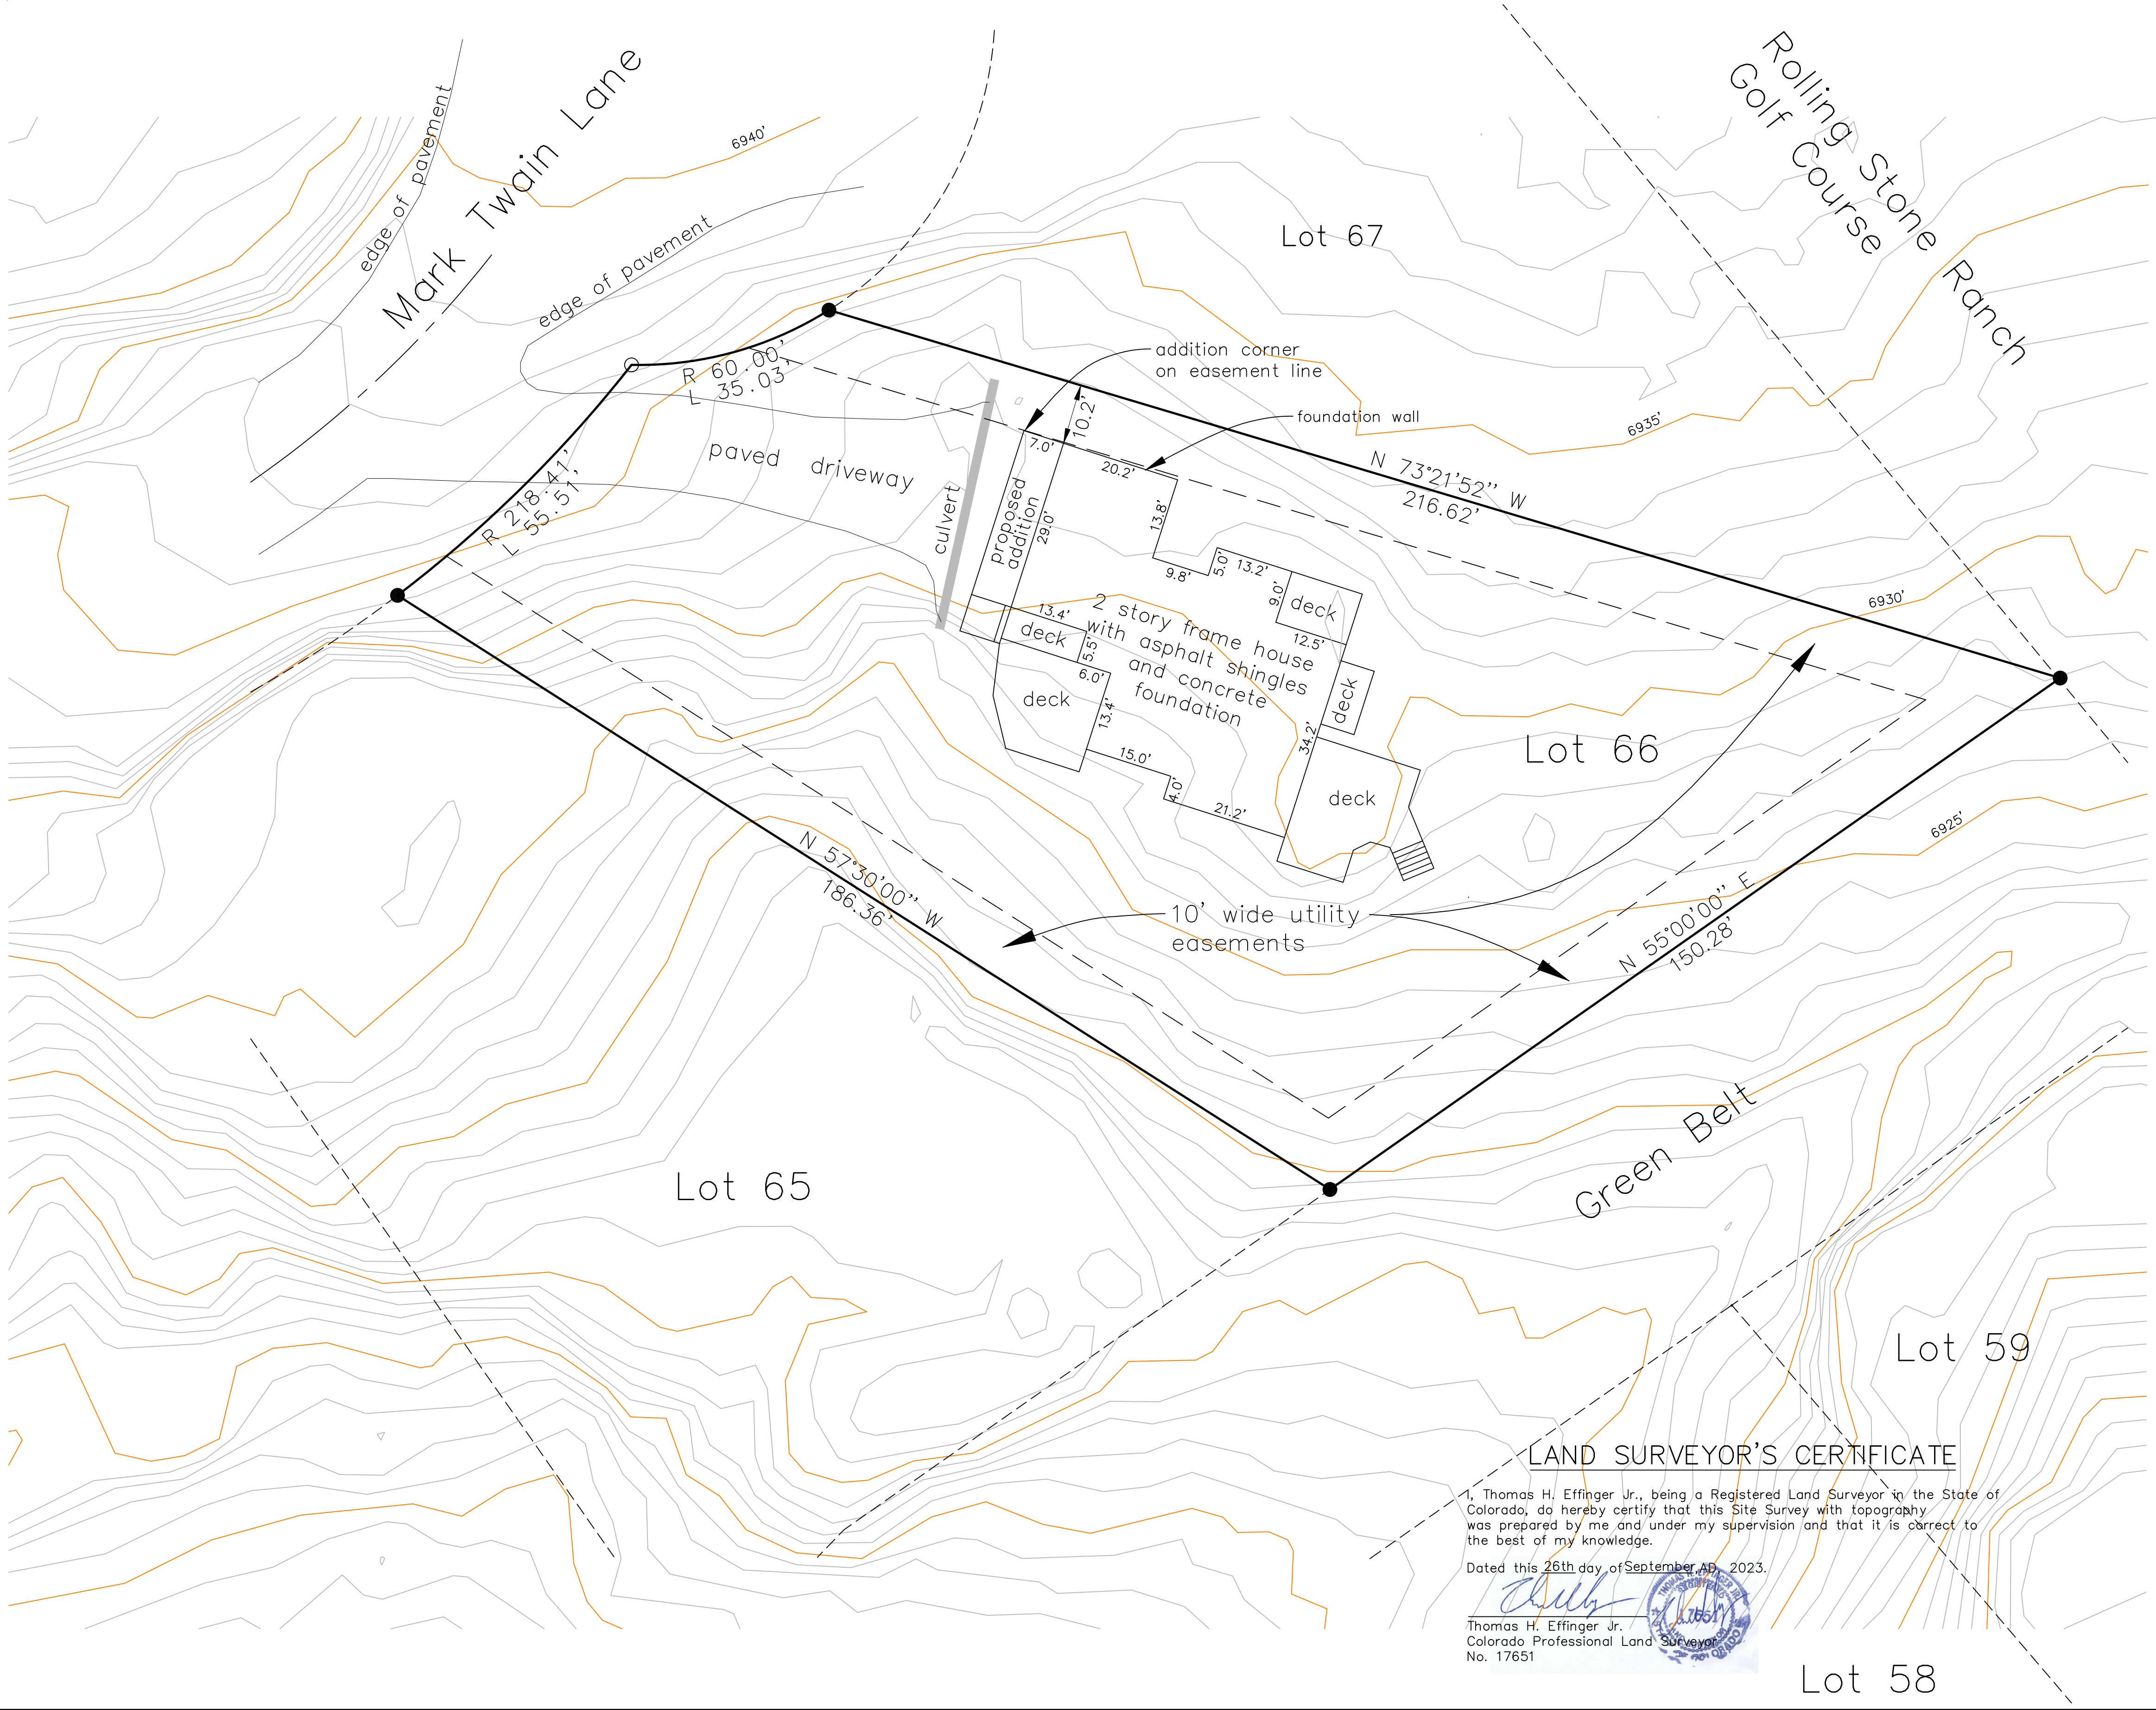 Mark Twain Lane
edge of pavement
edge of pavement
6940'
Rolling Stone Ranch
Golf Course
Lot 67
R 60.00'
L 35.03'
addition corner
on easement line
foundation wall
10.2'
7.0'
20.2'
paved driveway
culvert
proposed
addition
29.0'
13.8'
9.8'
5.0'
13.2'
9.0'
deck
12.5'
N 73°21'52" W
216.62'
6935'
6930'
R 218.41'
L 55.51'
13.4'
deck
5.5'
6.0'
2 story frame house
with asphalt shingles
and concrete
foundation
deck
13.4'
deck
34.2'
15.0'
4.0'
21.2'
deck
Lot 66
6925'
N 57°30'00" W
186.36'
10' wide utility
easements
N 55°00'00" E
150.28'
Green Belt
Lot 65
Lot 59
LAND SURVEYOR'S CERTIFICATE
I, Thomas H. Effinger Jr., being a Registered Land Surveyor in the State of
Colorado, do hereby certify that this Site Survey with topography
was prepared by me and under my supervision and that it is correct to
the best of my knowledge.
Dated this 26th day of September, AD, 2023.
17651
Thomas H. Effinger Jr.
Colorado Professional Land Surveyor
No. 17651
Lot 58